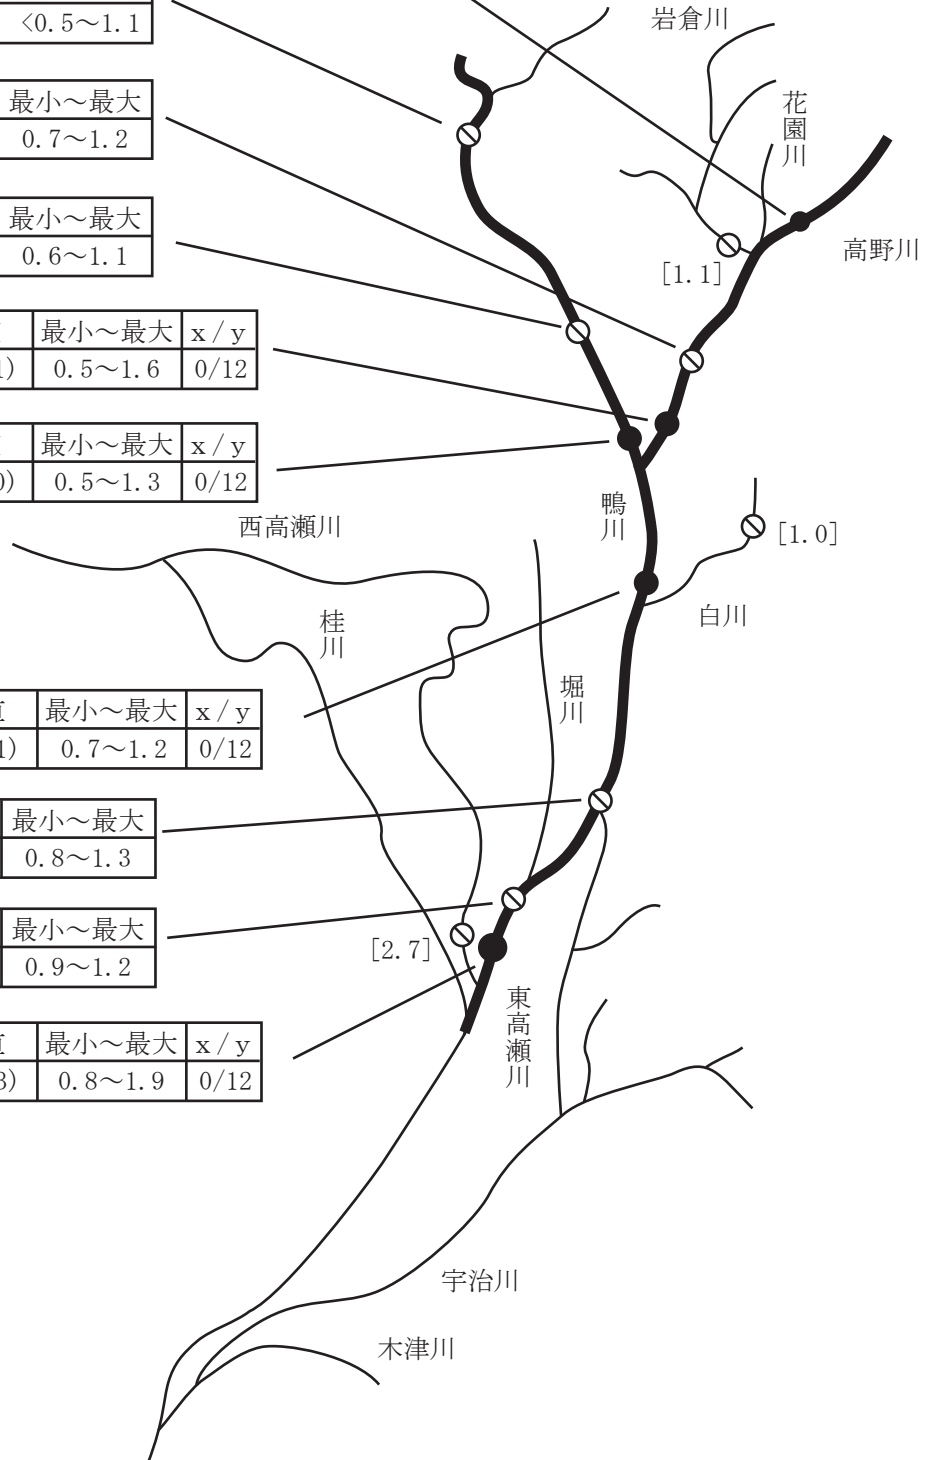 <0.5～1.1
岩倉川
最小～最大
0.7～1.2
花園川
最小～最大
0.6～1.1
高野川
[1.1]
最小～最大 x/y
1) 0.5～1.6 0/12
最小～最大 x/y
0) 0.5～1.3 0/12
鴨川
西高瀬川
[1.0]
桂川
白川
堀川
最小～最大 x/y
1) 0.7～1.2 0/12
最小～最大
0.8～1.3
最小～最大
0.9～1.2
[2.7]
東高瀬川
最小～最大 x/y
3) 0.8～1.9 0/12
宇治川
木津川